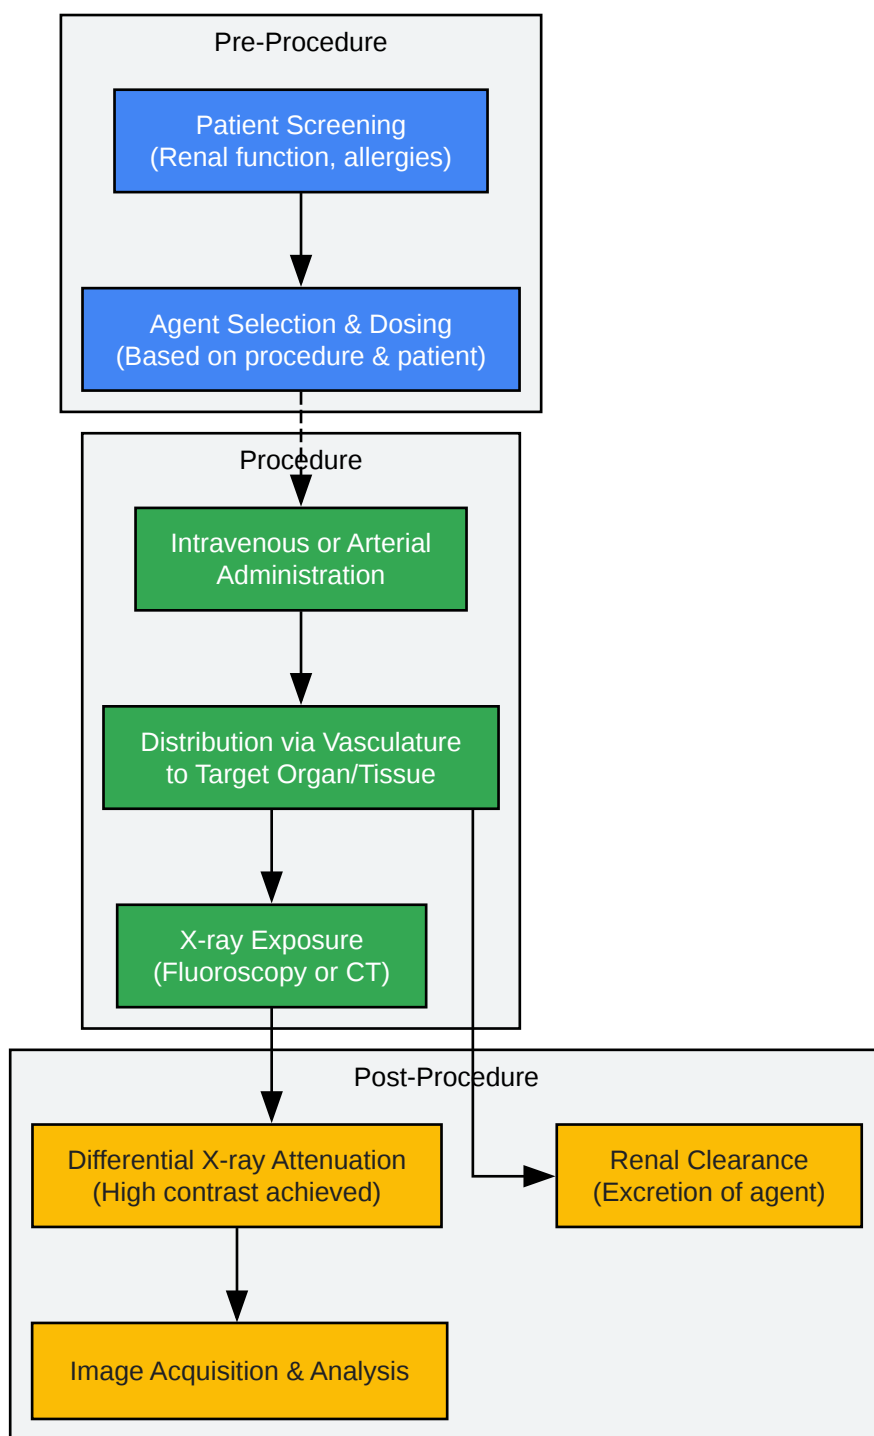 Pre-Procedure
Patient Screening
(Renal function, allergies)
Agent Selection & Dosing
(Based on procedure & patient)
Procedure
Intravenous or Arterial
Administration
Distribution via Vasculature
to Target Organ/Tissue
X-ray Exposure
(Fluoroscopy or CT)
Post-Procedure
Differential X-ray Attenuation
(High contrast achieved)
Renal Clearance
(Excretion of agent)
Image Acquisition & Analysis